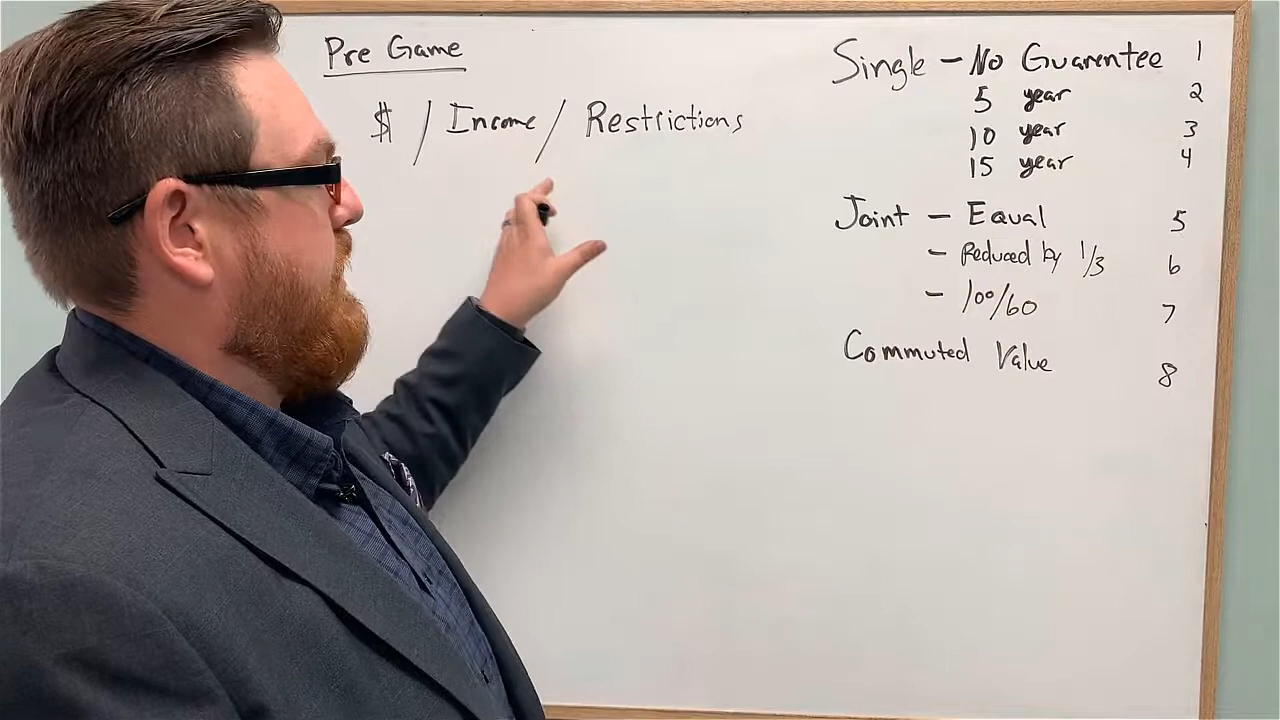 Pre Game
$ / Income / Restrictions
Single - No Guarentee 1
5 year 2
10 year 3
15 year 4
Joint - Equal 5
- Reduced by 1/3 6
- 100/60 7
Commuted Value 8